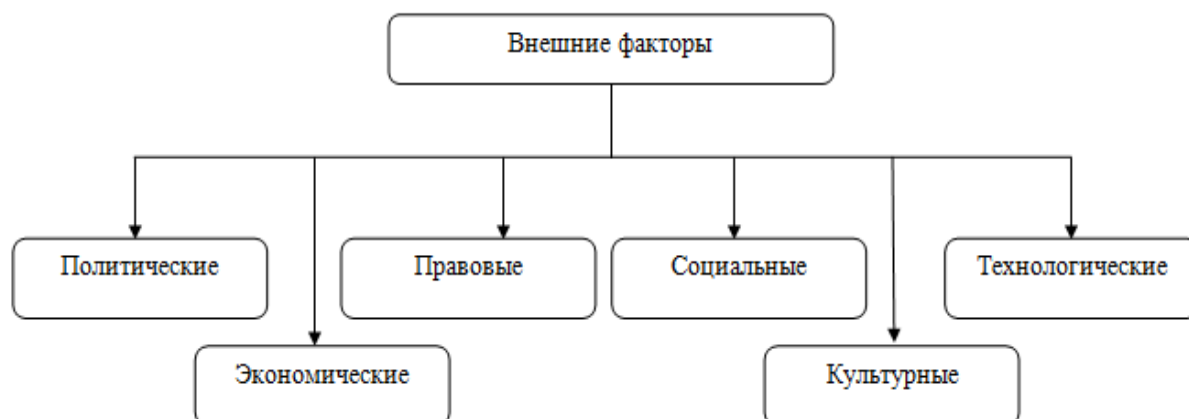 Внешние факторы
Политические
Правовые
Социальные
Технологические
Экономические
Культурные